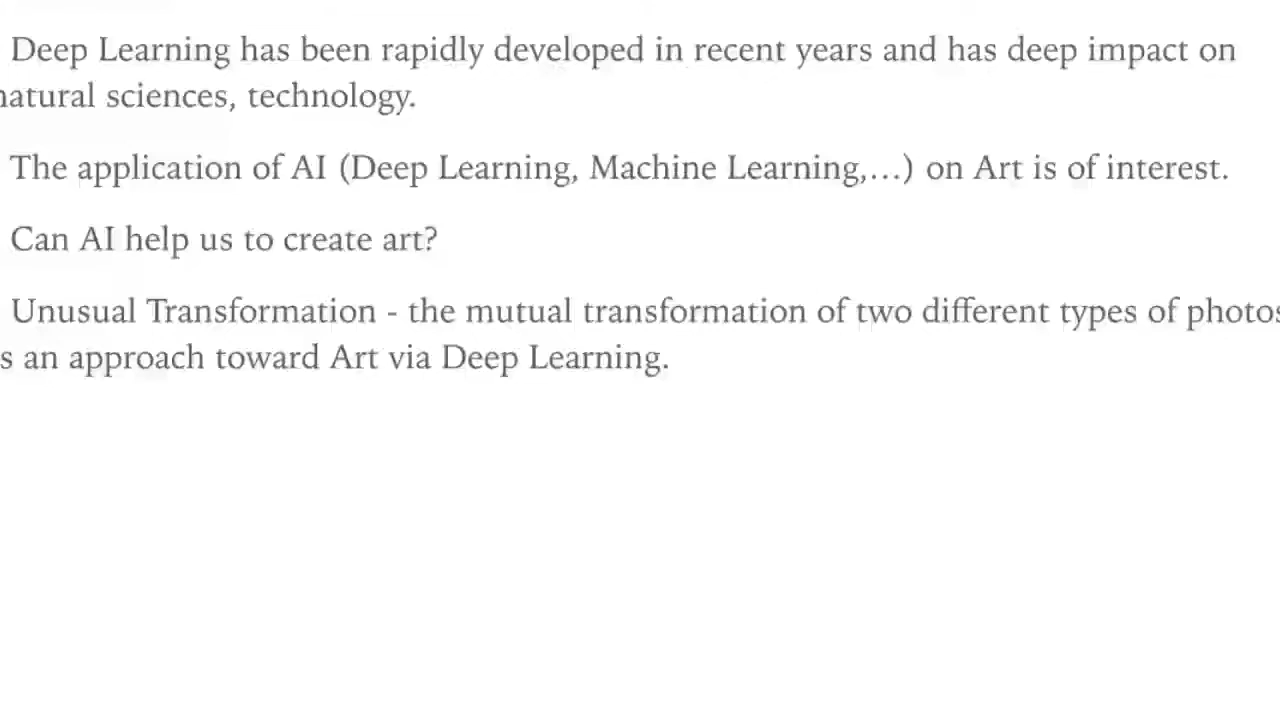 Deep Learning has been rapidly developed in recent years and has deep impact on
natural sciences, technology.
The application of AI (Deep Learning, Machine Learning,...) on Art is of interest.
Can AI help us to create art?
Unusual Transformation - the mutual transformation of two different types of photos
s an approach toward Art via Deep Learning.